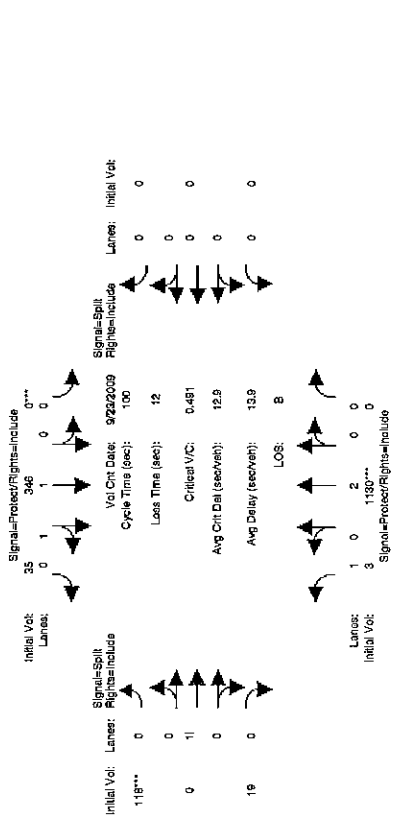 Signal=Protect/Rights=Include
Initial Vol: 35 346 0***
Lanes: 0 1 1 0 0
Signal=Split
Rights=Include
Vol Cnt Date: 9/23/2009
Signal=Split
Rights=Include
Initial Vol: Lanes:
Cycle Time (sec): 100
Lanes: Initial Vol:
118*** 0
0 0
0
Loss Time (sec): 12
0
0 1!
Critical V/C: 0.491
0 0
0
Avg Crit Del (sec/veh): 12.9
0
19 0
Avg Delay (sec/veh): 13.9
0 0
LOS: B
Lanes: 1 0 2 0 0
Initial Vol: 3 1130*** 0
Signal=Protect/Rights=Include